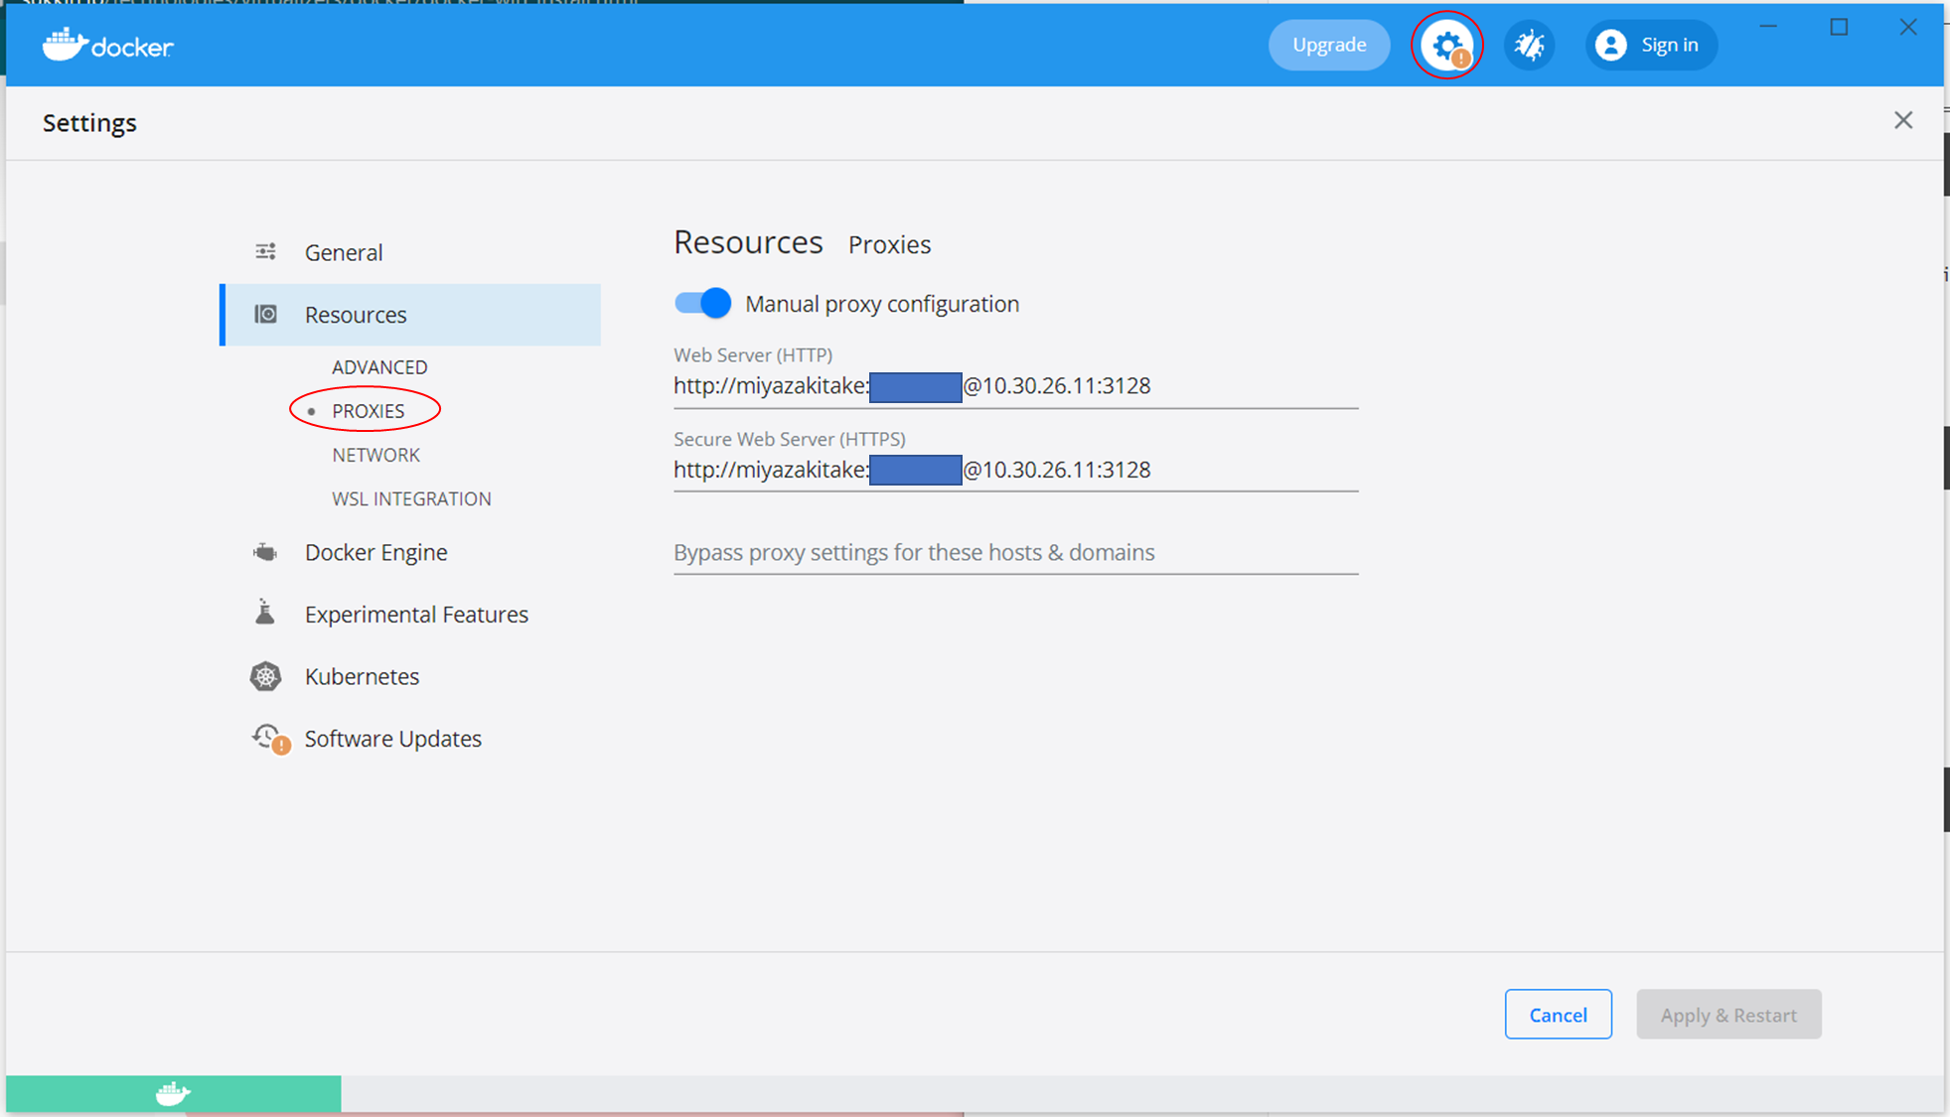 docker
Upgrade
Sign in
Settings
General
Resources
ADVANCED
PROXIES
NETWORK
WSL INTEGRATION
Docker Engine
Experimental Features
Kubernetes
Software Updates
Resources Proxies
Manual proxy configuration
Web Server (HTTP)
http://miyazakitake: @10.30.26.11:3128
Secure Web Server (HTTPS)
http://miyazakitake: @10.30.26.11:3128
Bypass proxy settings for these hosts & domains
Cancel
Apply & Restart